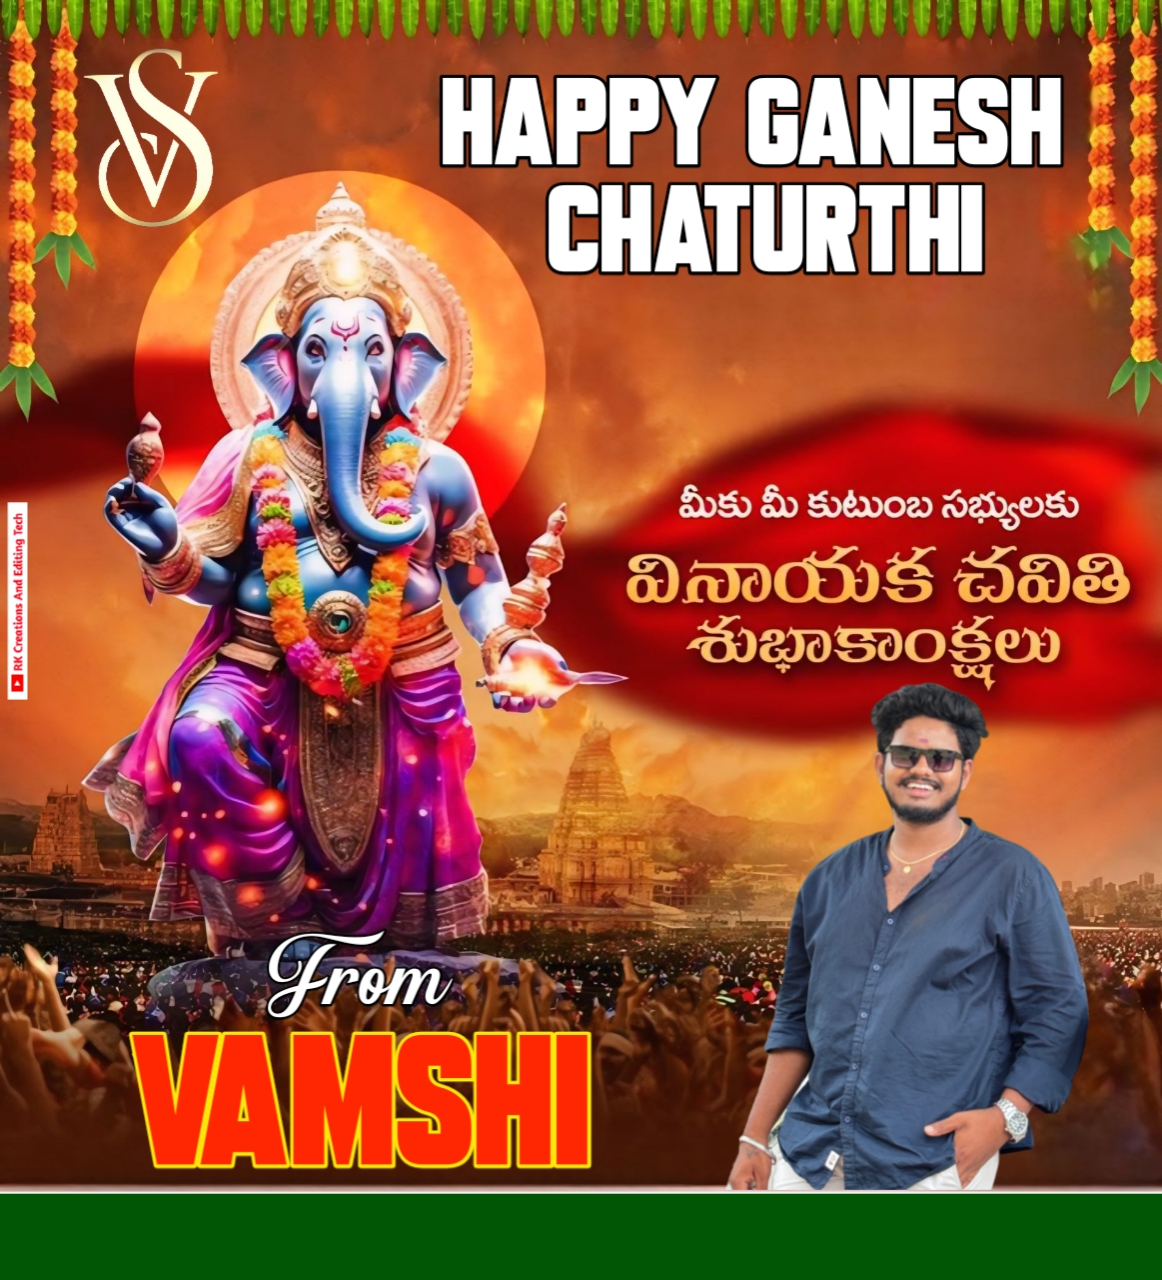 VS
HAPPY GANESH
CHATURTHI
మీకు మీ కుటుంబ సభ్యులకు
వినాయక చవితి
శుభాకాంక్షలు
RK Creations And Editing Tech
From
VAMSHI